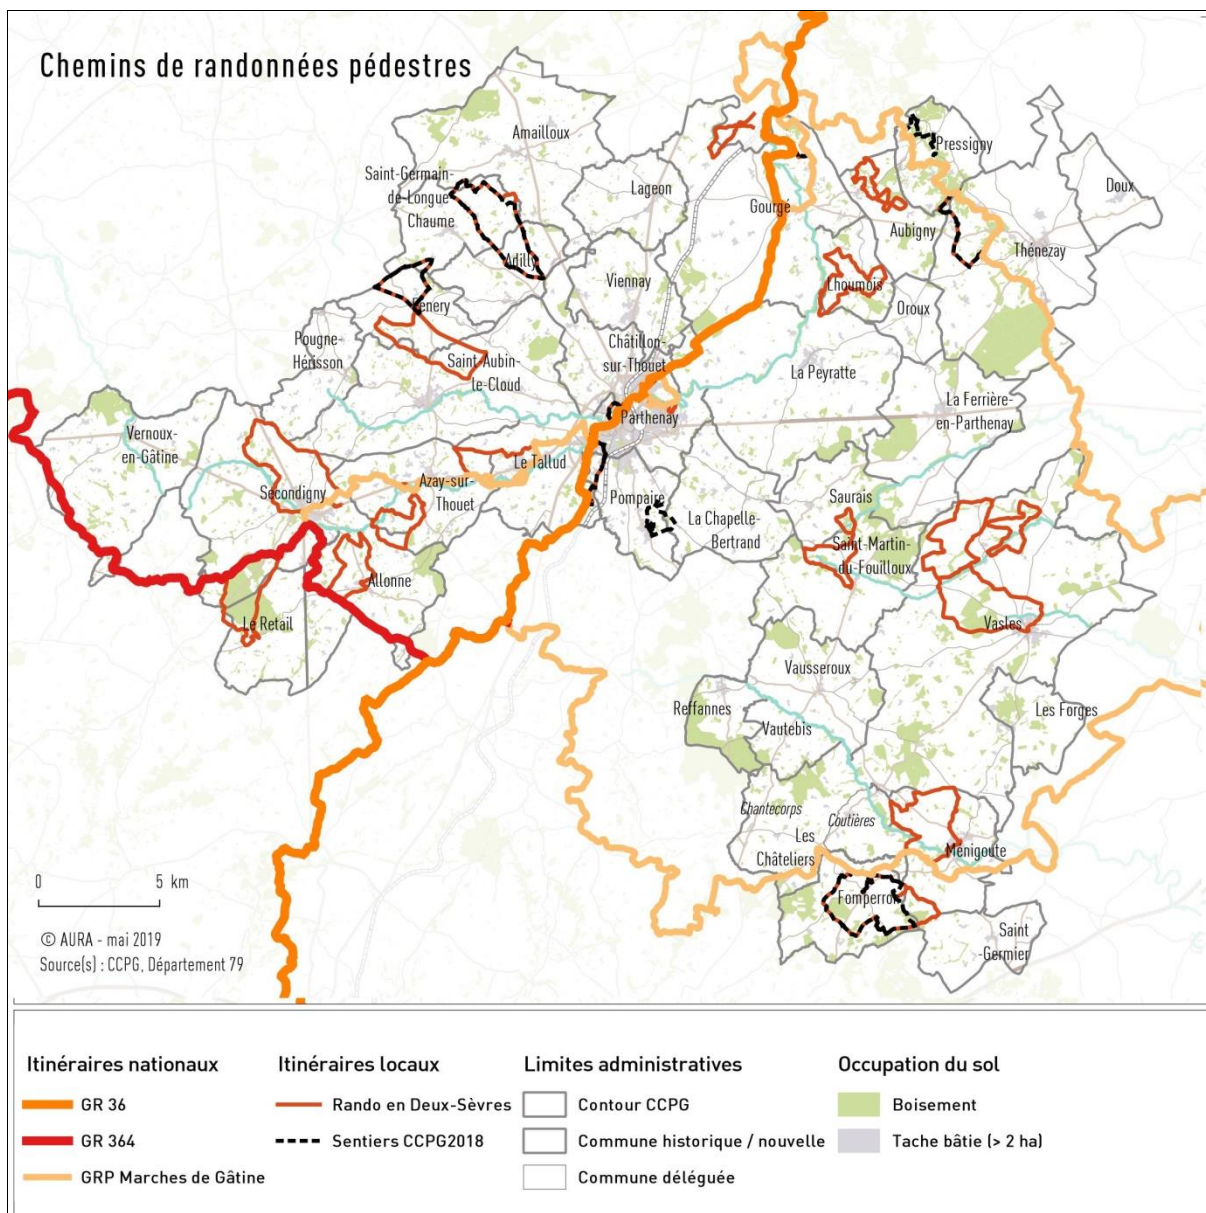 Chemins de randonnées pédestres
Amailloux
Pressigny
Saint-Germain-
de-Longue
Chaume
Lageon
Doux
Gourgé
Aubigny
Thénezay
Adilly
Viennay
Lhoumois
Fénery
Oroux
Pougne-
Hérisson
Châtillon-
sur-Thouet
Saint-Aubin-
le-Cloud
La Peyratte
La Ferrière-
en-Parthenay
Parthenay
Vernoux-
en-Gâtine
Le Tallud
Secondigny
Azay-sur-
Thouet
Pompaire
Saurais
La Chapelle-
Bertrand
Saint-Martin-
du-Fouilloux
Allonne
Le Retail
Vasles
Vausseroux
Reffannes
Les Forges
Vautebis
Chantecorps
Coutières
Les
Châteliers
Ménigoute
Fomperron
Saint
-Germier
0 5 km
© AURA - mai 2019
Source(s) : CCPG, Département 79
Itinéraires nationaux
GR 36
GR 364
GRP Marches de Gâtine
Itinéraires locaux
Rando en Deux-Sèvres
Sentiers CCPG2018
Limites administratives
Contour CCPG
Commune historique / nouvelle
Commune déléguée
Occupation du sol
Boisement
Tache bâtie (> 2 ha)